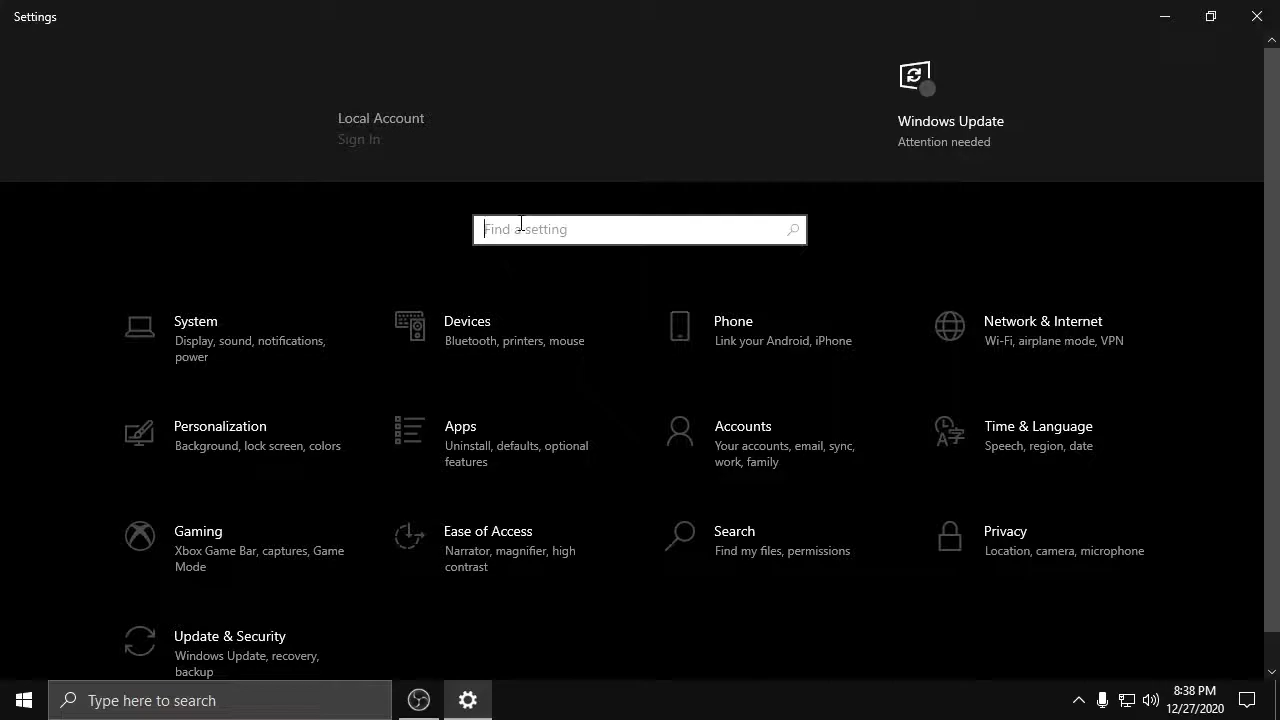 Settings
Local Account
Sign In
Windows Update
Attention needed
Find a setting
System
Display, sound, notifications,
power
Devices
Bluetooth, printers, mouse
Phone
Link your Android, iPhone
Network & Internet
Wi-Fi, airplane mode, VPN
Personalization
Background, lock screen, colors
Apps
Uninstall, defaults, optional
features
Accounts
Your accounts, email, sync,
work, family
Time & Language
Speech, region, date
Gaming
Xbox Game Bar, captures, Game
Mode
Ease of Access
Narrator, magnifier, high
contrast
Search
Find my files, permissions
Privacy
Location, camera, microphone
Update & Security
Windows Update, recovery,
backup
Type here to search
8:38 PM
12/27/2020